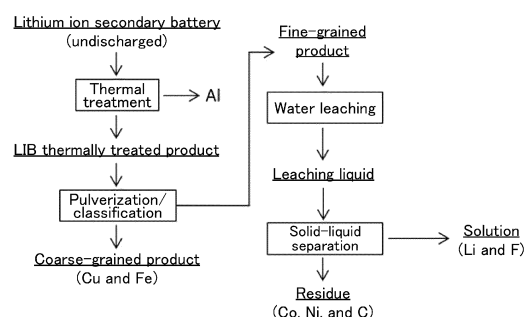 Lithium ion secondary battery
(undischarged)
Thermal
treatment
Al
LIB thermally treated product
Pulverization/
classification
Coarse-grained product
(Cu and Fe)
Fine-grained
product
Water leaching
Leaching liquid
Solid-liquid
separation
Solution
(Li and F)
Residue
(Co, Ni, and C)